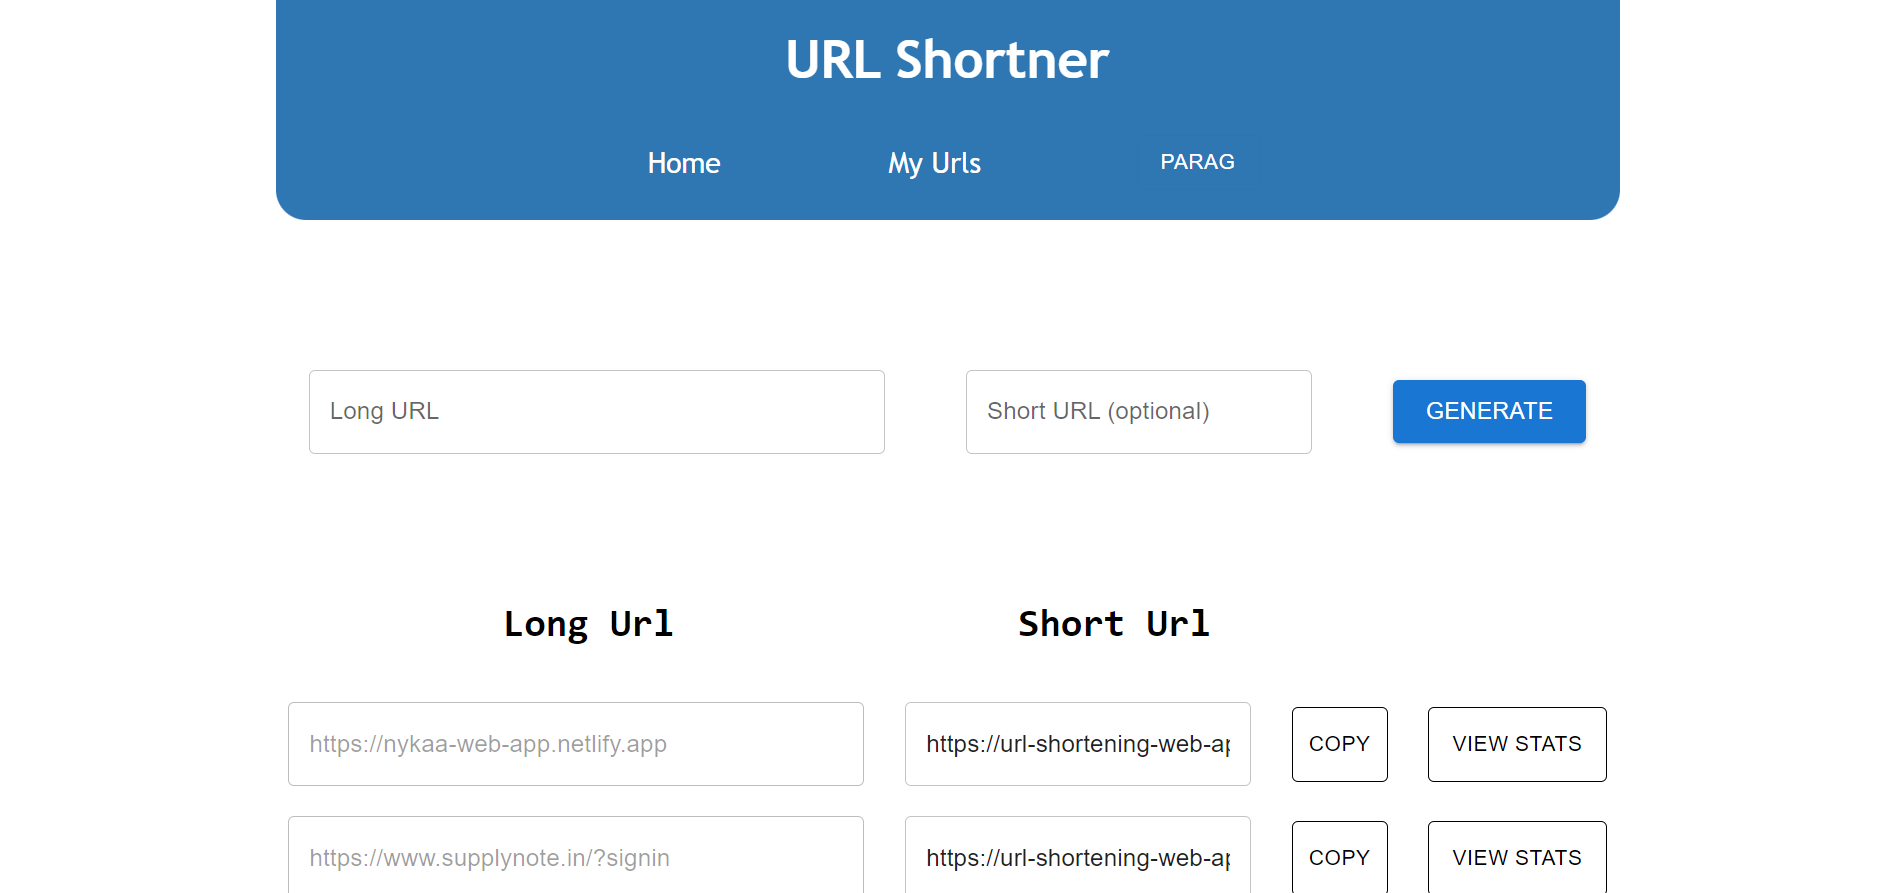 URL Shortner
Home My Urls PARAG
Long URL Short URL (optional) GENERATE
Long Url Short Url
https://nykaa-web-app.netlify.app https://url-shortening-web-ap COPY VIEW STATS
https://www.supplynote.in/?signin https://url-shortening-web-ap COPY VIEW STATS